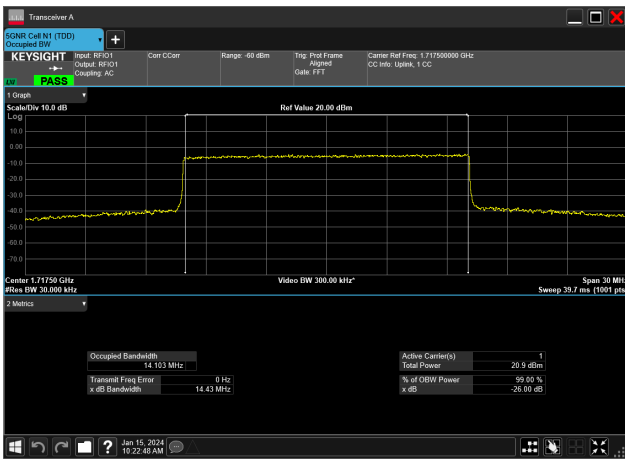 Transceiver A
5GNR Cell N1 (TDD)
Occupied BW
KEYSIGHT
PASS
Input: RFIO1
Output: RFIO1
Coupling: AC
Corr CCorr
Range: -60 dBm
Trig: Prot Frame
Aligned
Gate: FFT
Carrier Ref Freq: 1.717500000 GHz
CC Info: Uplink, 1 CC
1 Graph
Scale/Div 10.0 dB
Ref Value 20.00 dBm
Log
10.0
0.00
-10.0
-20.0
-30.0
-40.0
-50.0
-60.0
-70.0
Center 1.71750 GHz
Video BW 300.00 kHz*
Span 30 MHz
#Res BW 30.000 kHz
Sweep 39.7 ms (1001 pts
2 Metrics
Occupied Bandwidth
14.103 MHz
Transmit Freq Error 0 Hz
x dB Bandwidth 14.43 MHz
Active Carrier(s) 1
Total Power 20.9 dBm
% of OBW Power 99.00 %
x dB -26.00 dB
Jan 15, 2024
10:22:48 AM